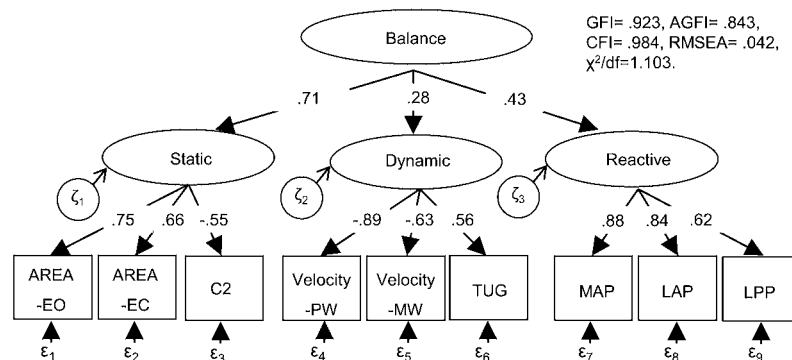 Balance
GFI= .923, AGFI= .843,
CFI= .984, RMSEA= .042,
χ²/df=1.103.
.71 .28 .43
Static Dynamic Reactive
ζ₁ ζ₂ ζ₃
.75 .66 -.55 -.89 -.63 .56 .88 .84 .62
AREA -EO
AREA -EC
C2
Velocity -PW
Velocity -MW
TUG
MAP
LAP
LPP
ε₁ ε₂ ε₃ ε₄ ε₅ ε₆ ε₇ ε₈ ε₉